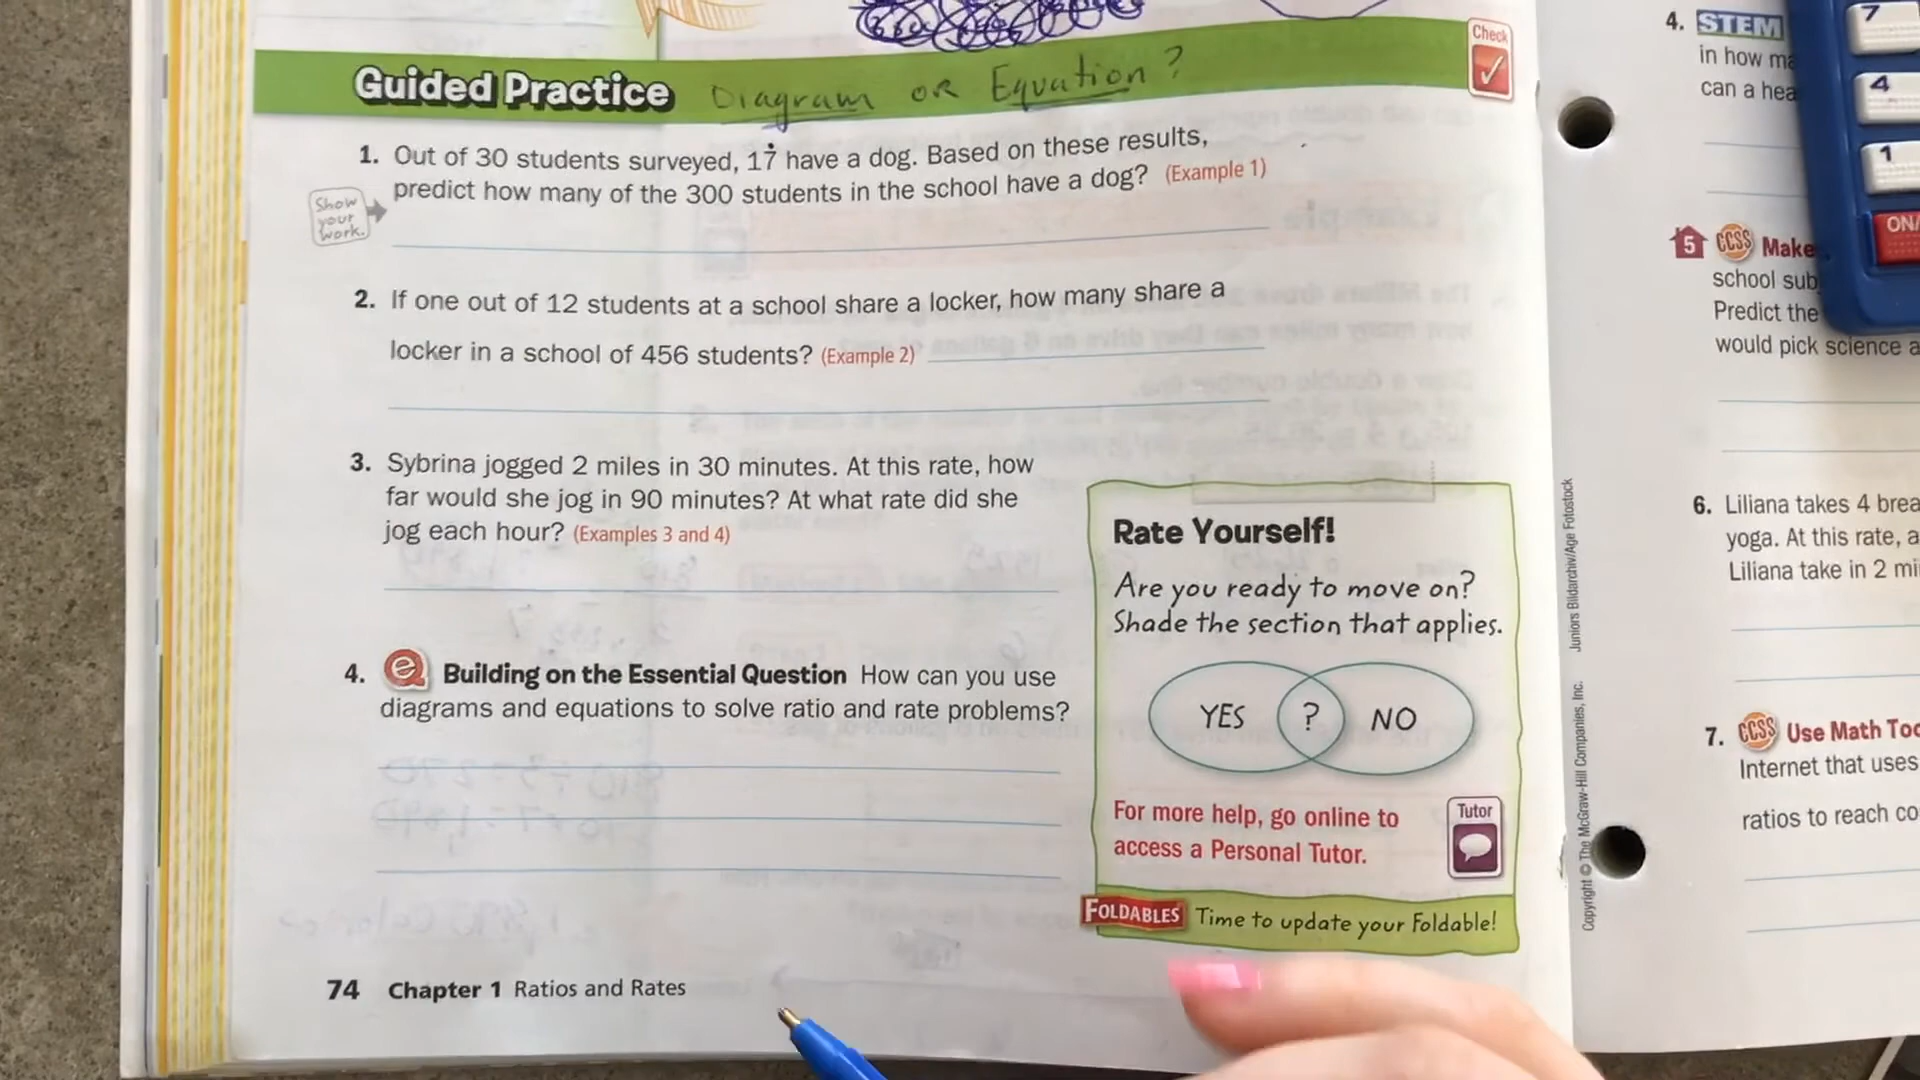 Guided Practice Diagram or Equation?
Check
1. Out of 30 students surveyed, 17 have a dog. Based on these results,
predict how many of the 300 students in the school have a dog? (Example 1)
Show
your
work.
2. If one out of 12 students at a school share a locker, how many share a
locker in a school of 456 students? (Example 2)
3. Sybrina jogged 2 miles in 30 minutes. At this rate, how
far would she jog in 90 minutes? At what rate did she
jog each hour? (Examples 3 and 4)
4. e Building on the Essential Question How can you use
diagrams and equations to solve ratio and rate problems?
Rate Yourself!
Are you ready to move on?
Shade the section that applies.
YES ? NO
For more help, go online to
access a Personal Tutor.
Tutor
FOLDABLES Time to update your Foldable!
74 Chapter 1 Ratios and Rates
Copyright © The McGraw-Hill Companies, Inc. Juniors Bildarchiv/Age Fotostock
4. STEM
in how
can a
5 CCSS Make
school
Predict the
would pick science
6. Liliana takes 4
yoga. At this rate,
Liliana take in 2
7. CCSS Use Math
Internet that uses
ratios to reach
7
4
1
ON/